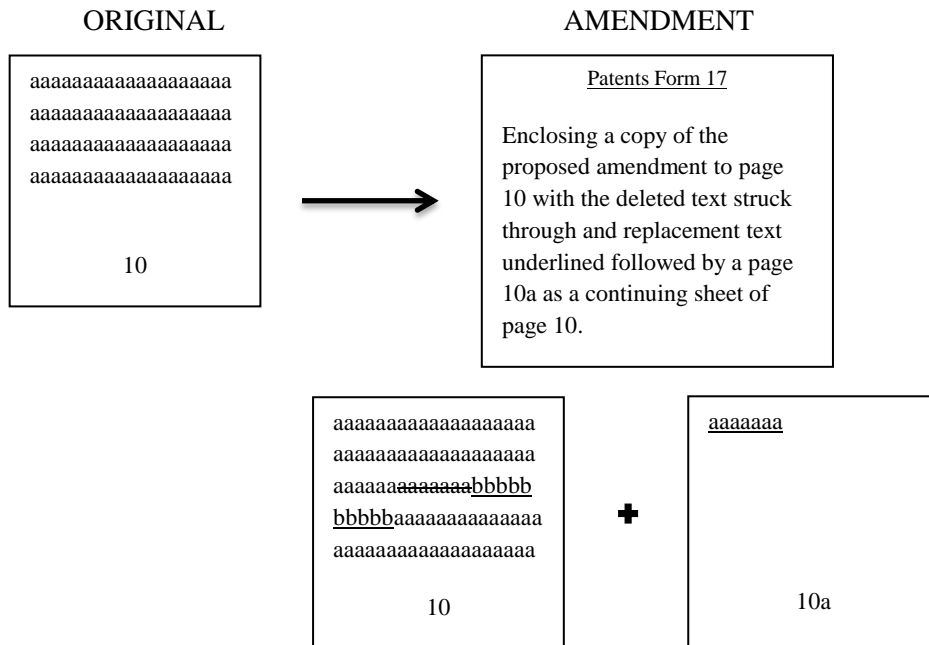 ORIGINAL
AMENDMENT
aaaaaaaaaaaaaaaaaaa
aaaaaaaaaaaaaaaaaaa
aaaaaaaaaaaaaaaaaaa
aaaaaaaaaaaaaaaaaaa
10
Patents Form 17
Enclosing a copy of the
proposed amendment to page
10 with the deleted text struck
through and replacement text
underlined followed by a page
10a as a continuing sheet of
page 10.
aaaaaaaaaaaaaaaaaaa
aaaaaaaaaaaaaaaaaaa
aaaaaaaaaaaaabbbbb
bbbbbaaaaaaaaaaaaaa
aaaaaaaaaaaaaaaaaaa
10
aaaaaaa
10a